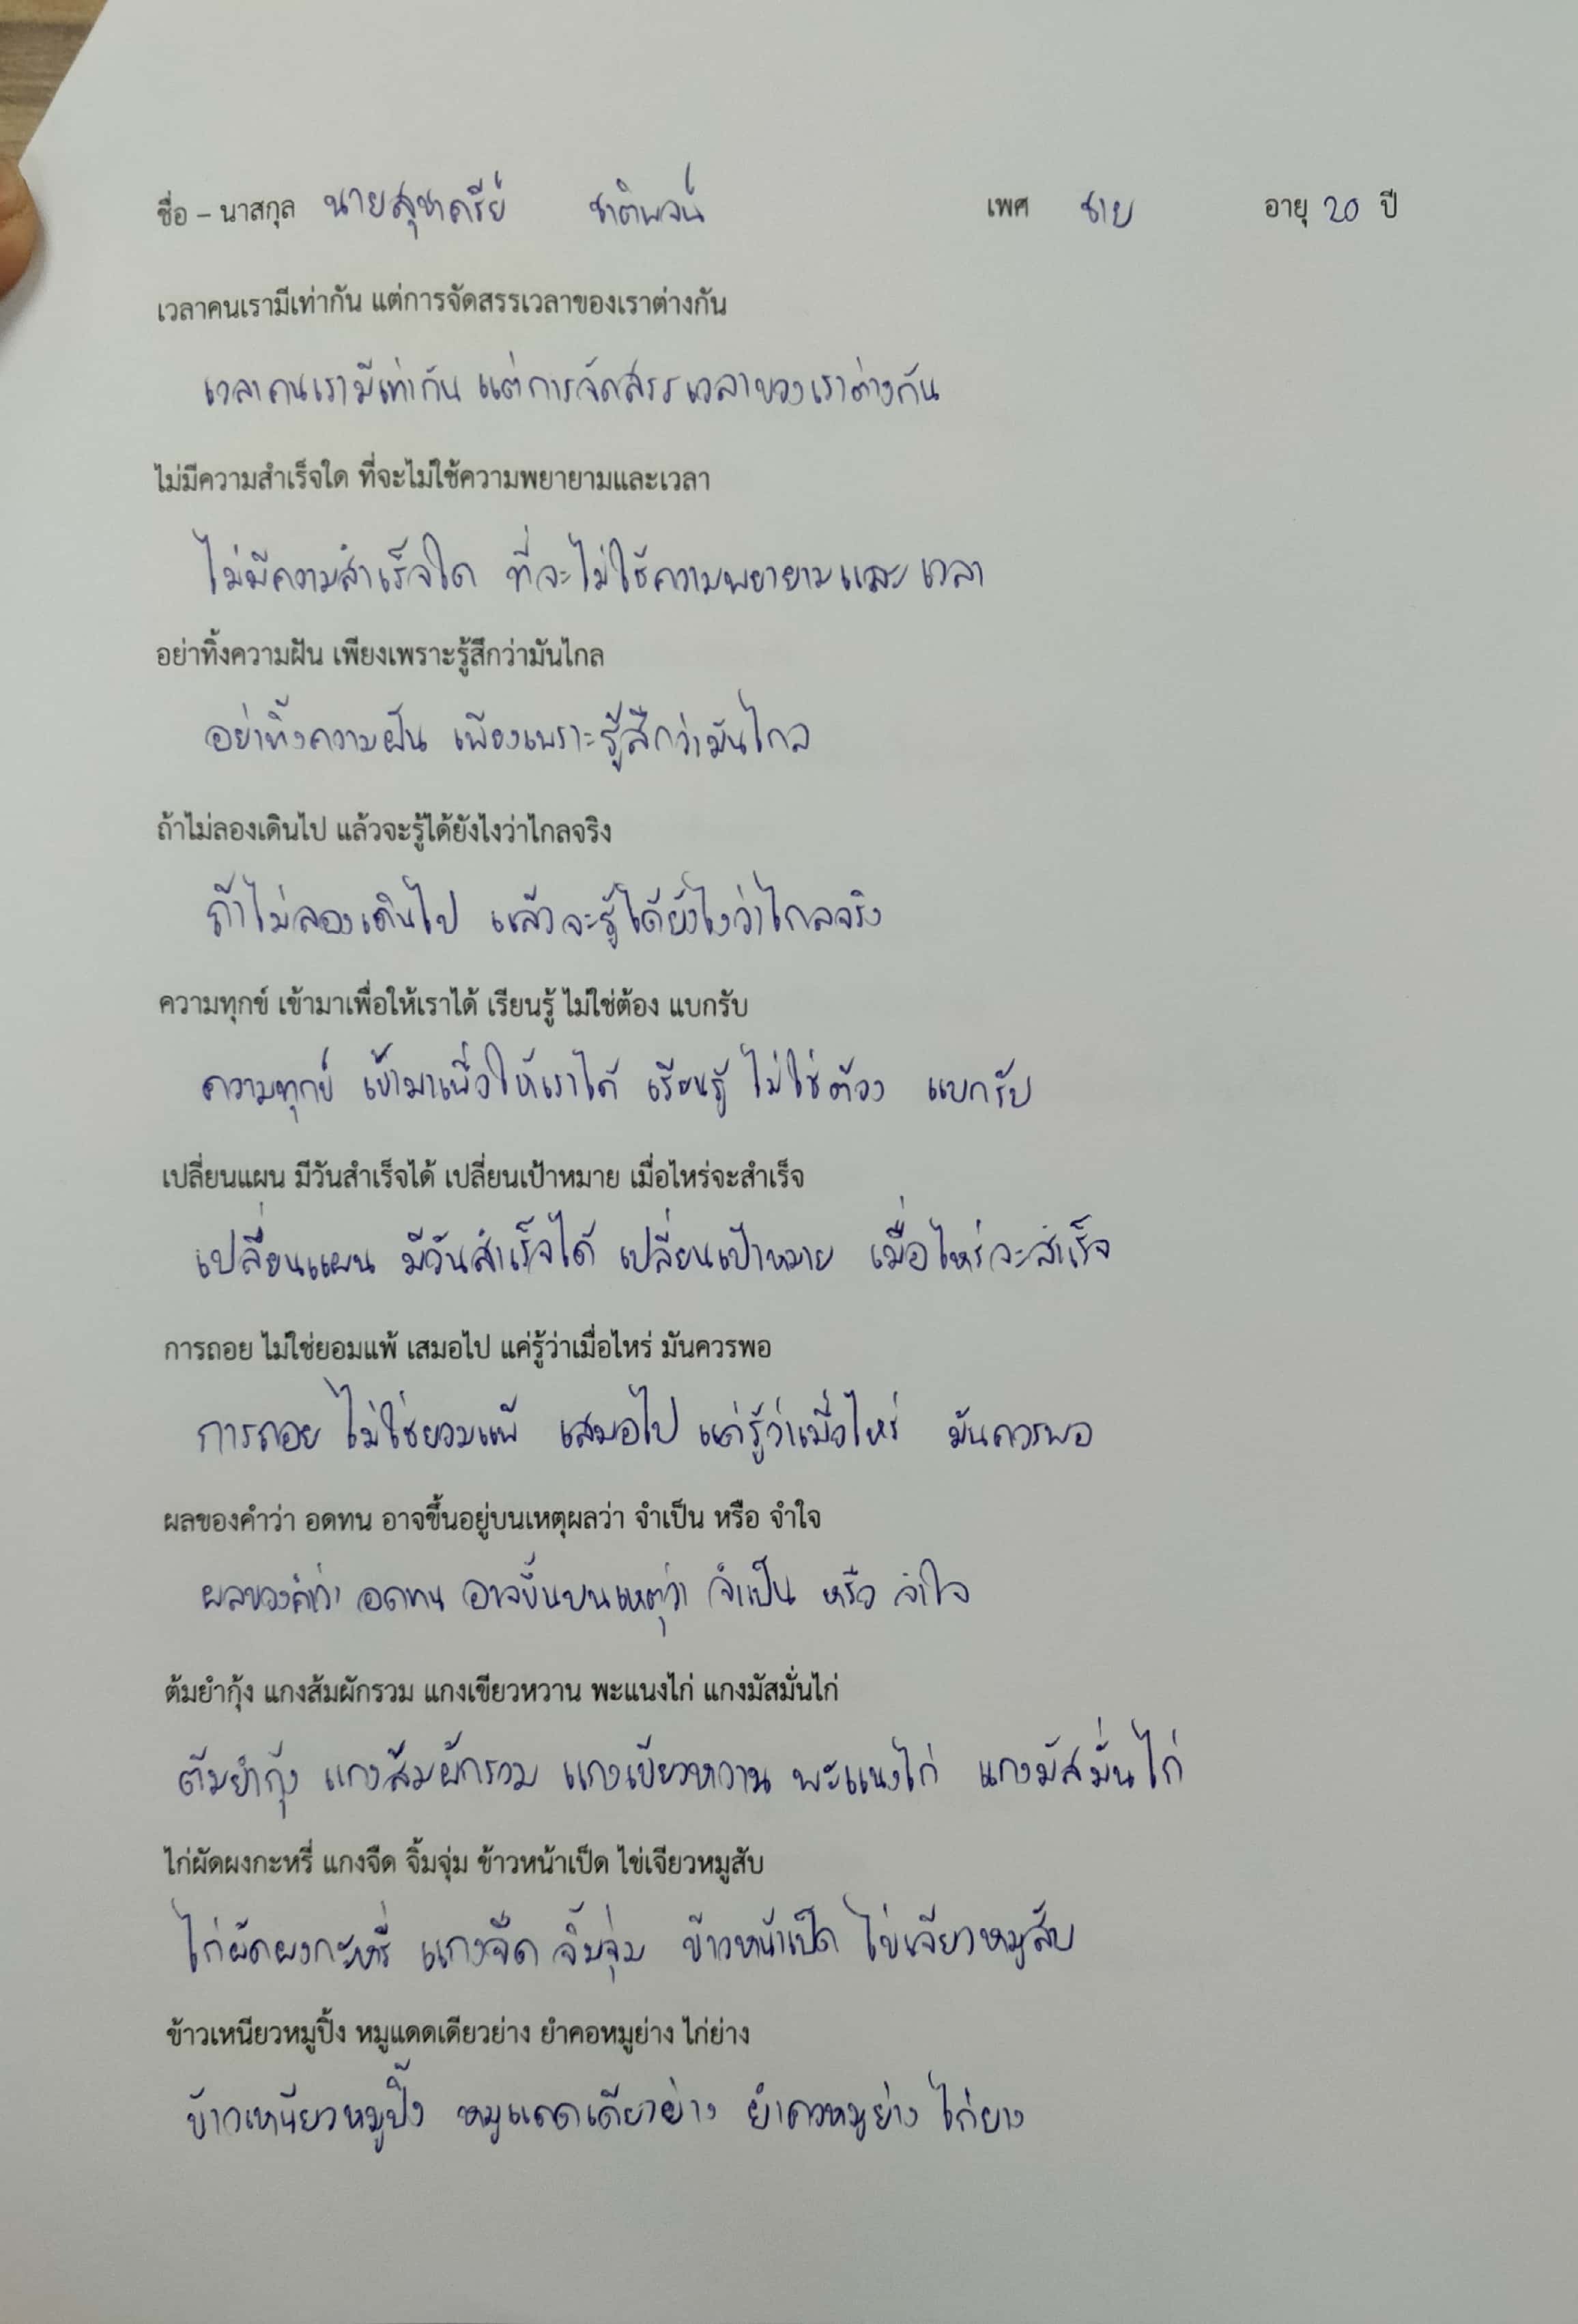 ชื่อ – นาสกุล นาย ชาติพจน์ เพศ ชาย อายุ 20 ปี
เวลาคนเรามีเท่ากัน แต่การจัดสรรเวลาของเราต่างกัน
เวลาคนเรามีเท่ากัน แต่การจัดสรรเวลาของเราต่างกัน
ไม่มีความสำเร็จใด ที่จะไม่ใช้ความพยายามและเวลา
ไม่มีความสำเร็จใด ที่จะไม่ใช้ความพยายามและเวลา
อย่าทิ้งความฝัน เพียงเพราะรู้สึกว่ามันไกล
อย่าทิ้งความฝัน เพียงเพราะรู้สึกว่ามันไกล
ถ้าไม่ลองเดินไป แล้วจะรู้ได้ยังไงว่าไกลจริง
ถ้าไม่ลองเดินไป แล้วจะรู้ได้ยังไงว่าไกลจริง
ความทุกข์ เข้ามาเพื่อให้เราได้ เรียนรู้ ไม่ใช่ต้อง แบกรับ
ความทุกข์ เข้ามาเพื่อให้เราได้ เรียนรู้ ไม่ใช่ต้อง แบกรับ
เปลี่ยนแผน มีวันสำเร็จได้ เปลี่ยนเป้าหมาย เมื่อไหร่จะสำเร็จ
เปลี่ยนแผน มีวันสำเร็จได้ เปลี่ยนเป้าหมาย เมื่อไหร่จะสำเร็จ
การถอย ไม่ใช่ยอมแพ้ เสมอไป แค่รู้ว่าเมื่อไหร่ มันควรพอ
การถอย ไม่ใช่ยอมแพ้ เสมอไป แค่รู้ว่าเมื่อไหร่ มันควรพอ
ผลของคำว่า อดทน อาจขึ้นอยู่บนเหตุผลว่า จำเป็น หรือ จำใจ
ผลของคำว่า อดทน อาจขึ้นบนเหตุว่า จำเป็น หรือ จำใจ
ต้มยำกุ้ง แกงส้มผักรวม แกงเขียวหวาน พะแนงไก่ แกงมัสมั่นไก่
ต้มยำกุ้ง แกงส้มผักรวม แกงเขียวหวาน พะแนงไก่ แกงมัสมั่นไก่
ไก่ผัดผงกะหรี่ แกงจืด จิ้มจุ่ม ข้าวหน้าเป็ด ไข่เจียวหมูสับ
ไก่ผัดผงกะหรี่ แกงจืด จิ้มจุ่ม ข้าวหน้าเป็ด ไข่เจียวหมูสับ
ข้าวเหนียวหมูปิ้ง หมูแดดเดียวย่าง ยำคอหมูย่าง ไก่ย่าง
ข้าวเหนียวหมูปิ้ง หมูแดดเดียวย่าง ยำคอหมูย่าง ไก่ยาง